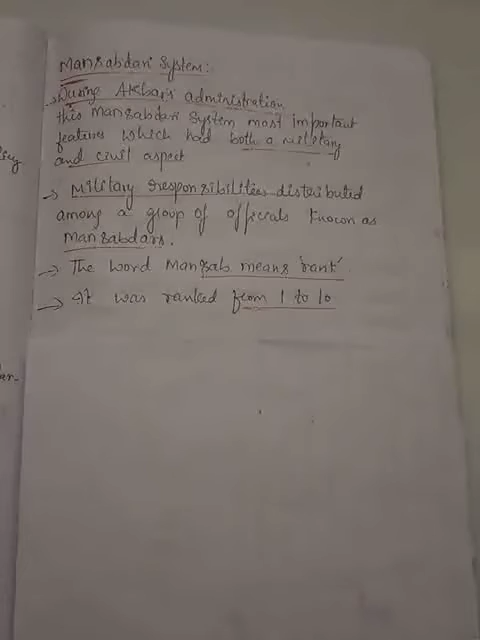 Mansabdari System:
→ During Akbar's administration,
this Mansabdari System most important
features which had both a military
and civil aspect
→ Military responsibilities distributed
among a group of officials known as
Mansabdars.
→ The word Mansab means 'rank'.
→ It was ranked from 1 to 10
ar-